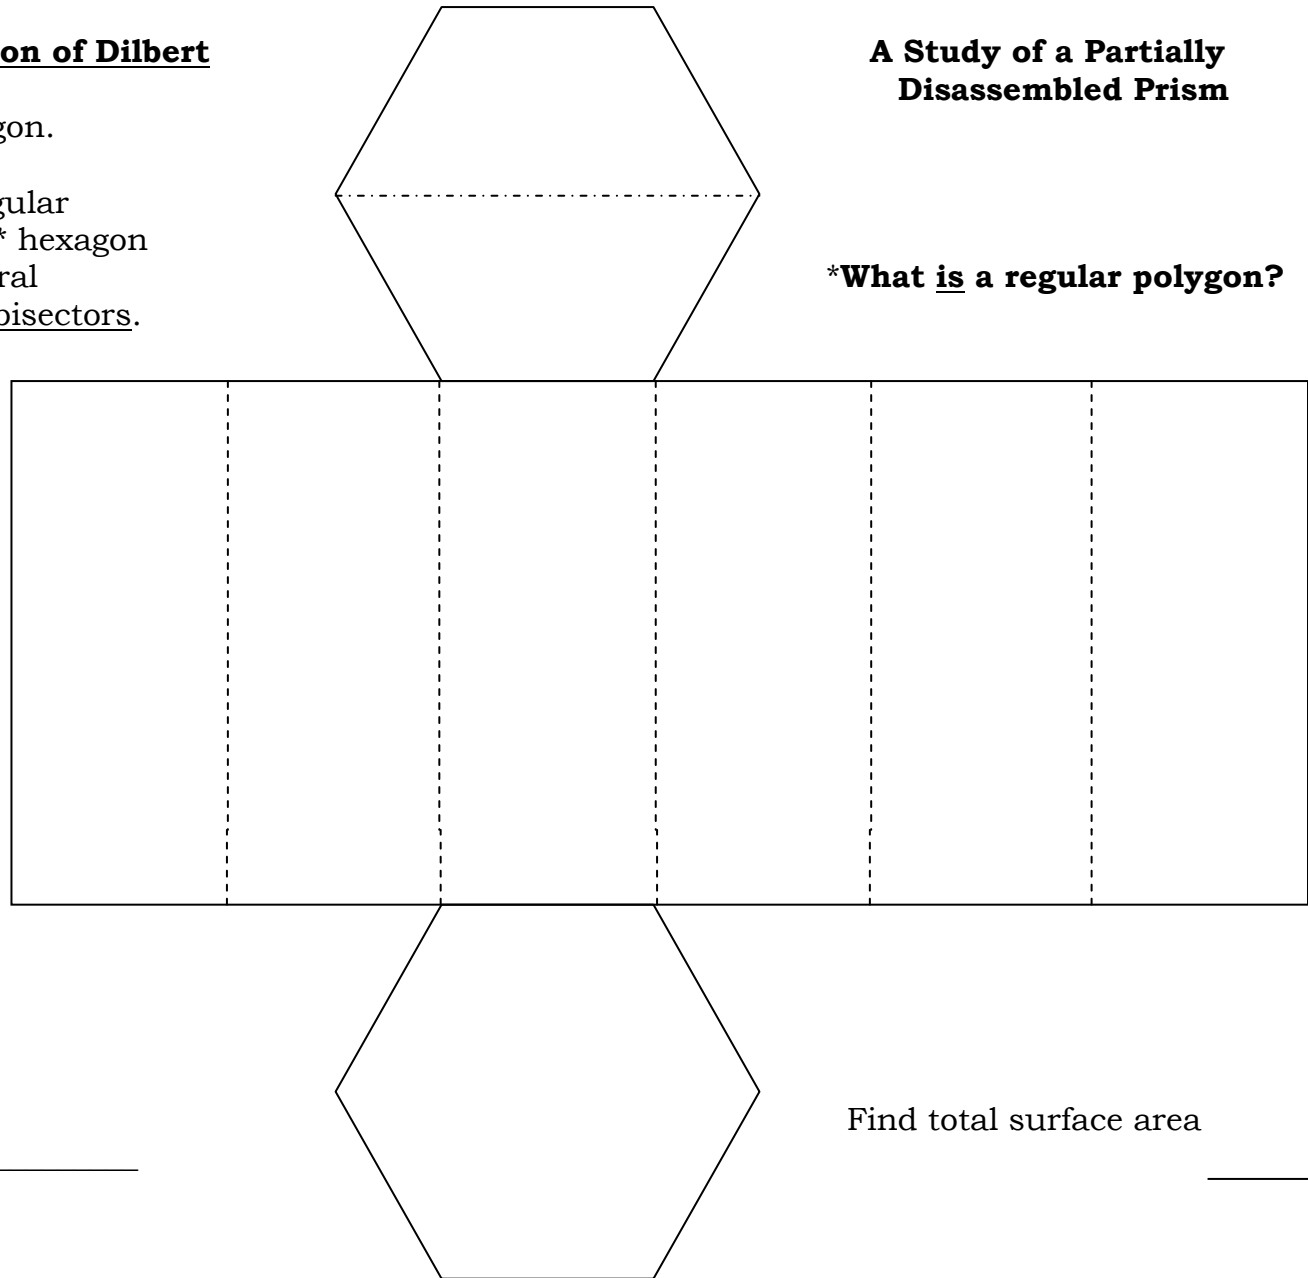 on of Dilbert
gon.
gular
* hexagon
ral
bisectors.
A Study of a Partially
Disassembled Prism
*What is a regular polygon?
Find total surface area